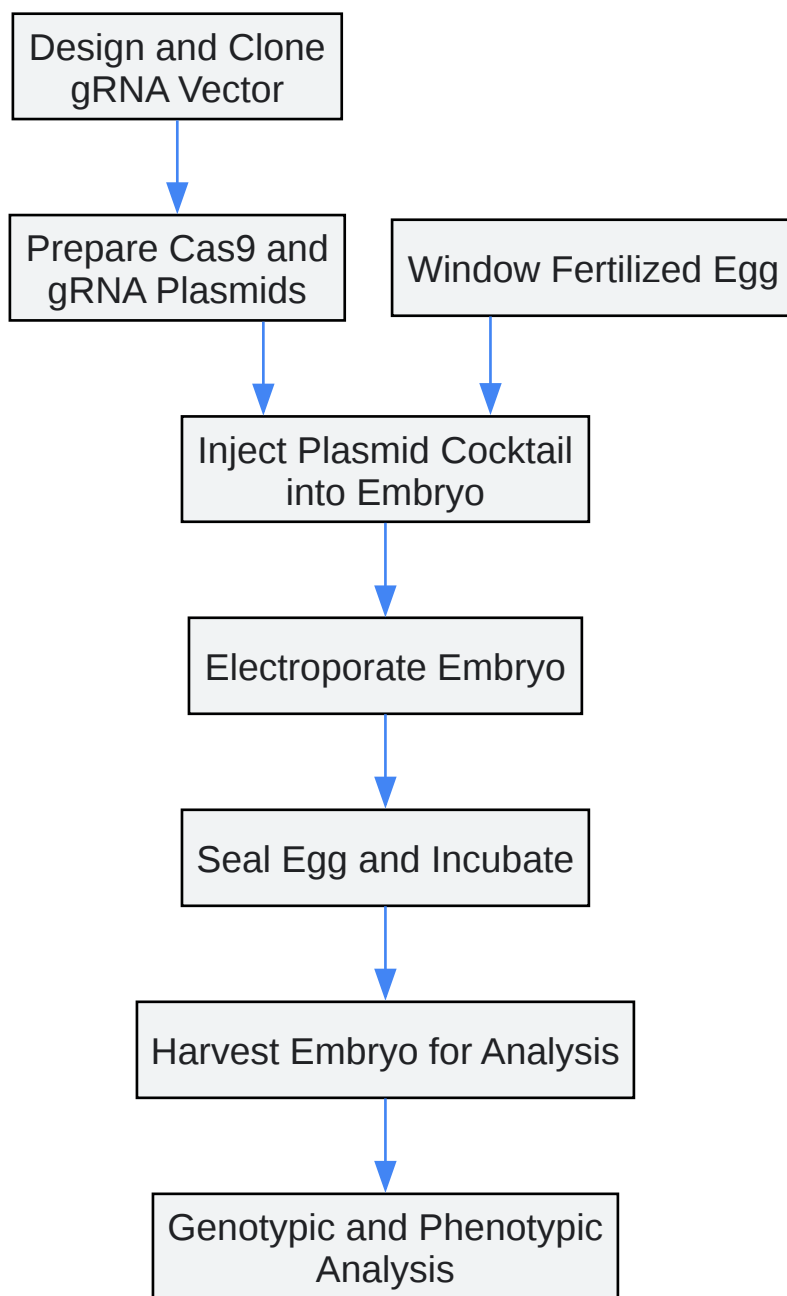 Design and Clone
gRNA Vector
Prepare Cas9 and
gRNA Plasmids
Window Fertilized Egg
Inject Plasmid Cocktail
into Embryo
Electroporate Embryo
Seal Egg and Incubate
Harvest Embryo for Analysis
Genotypic and Phenotypic
Analysis